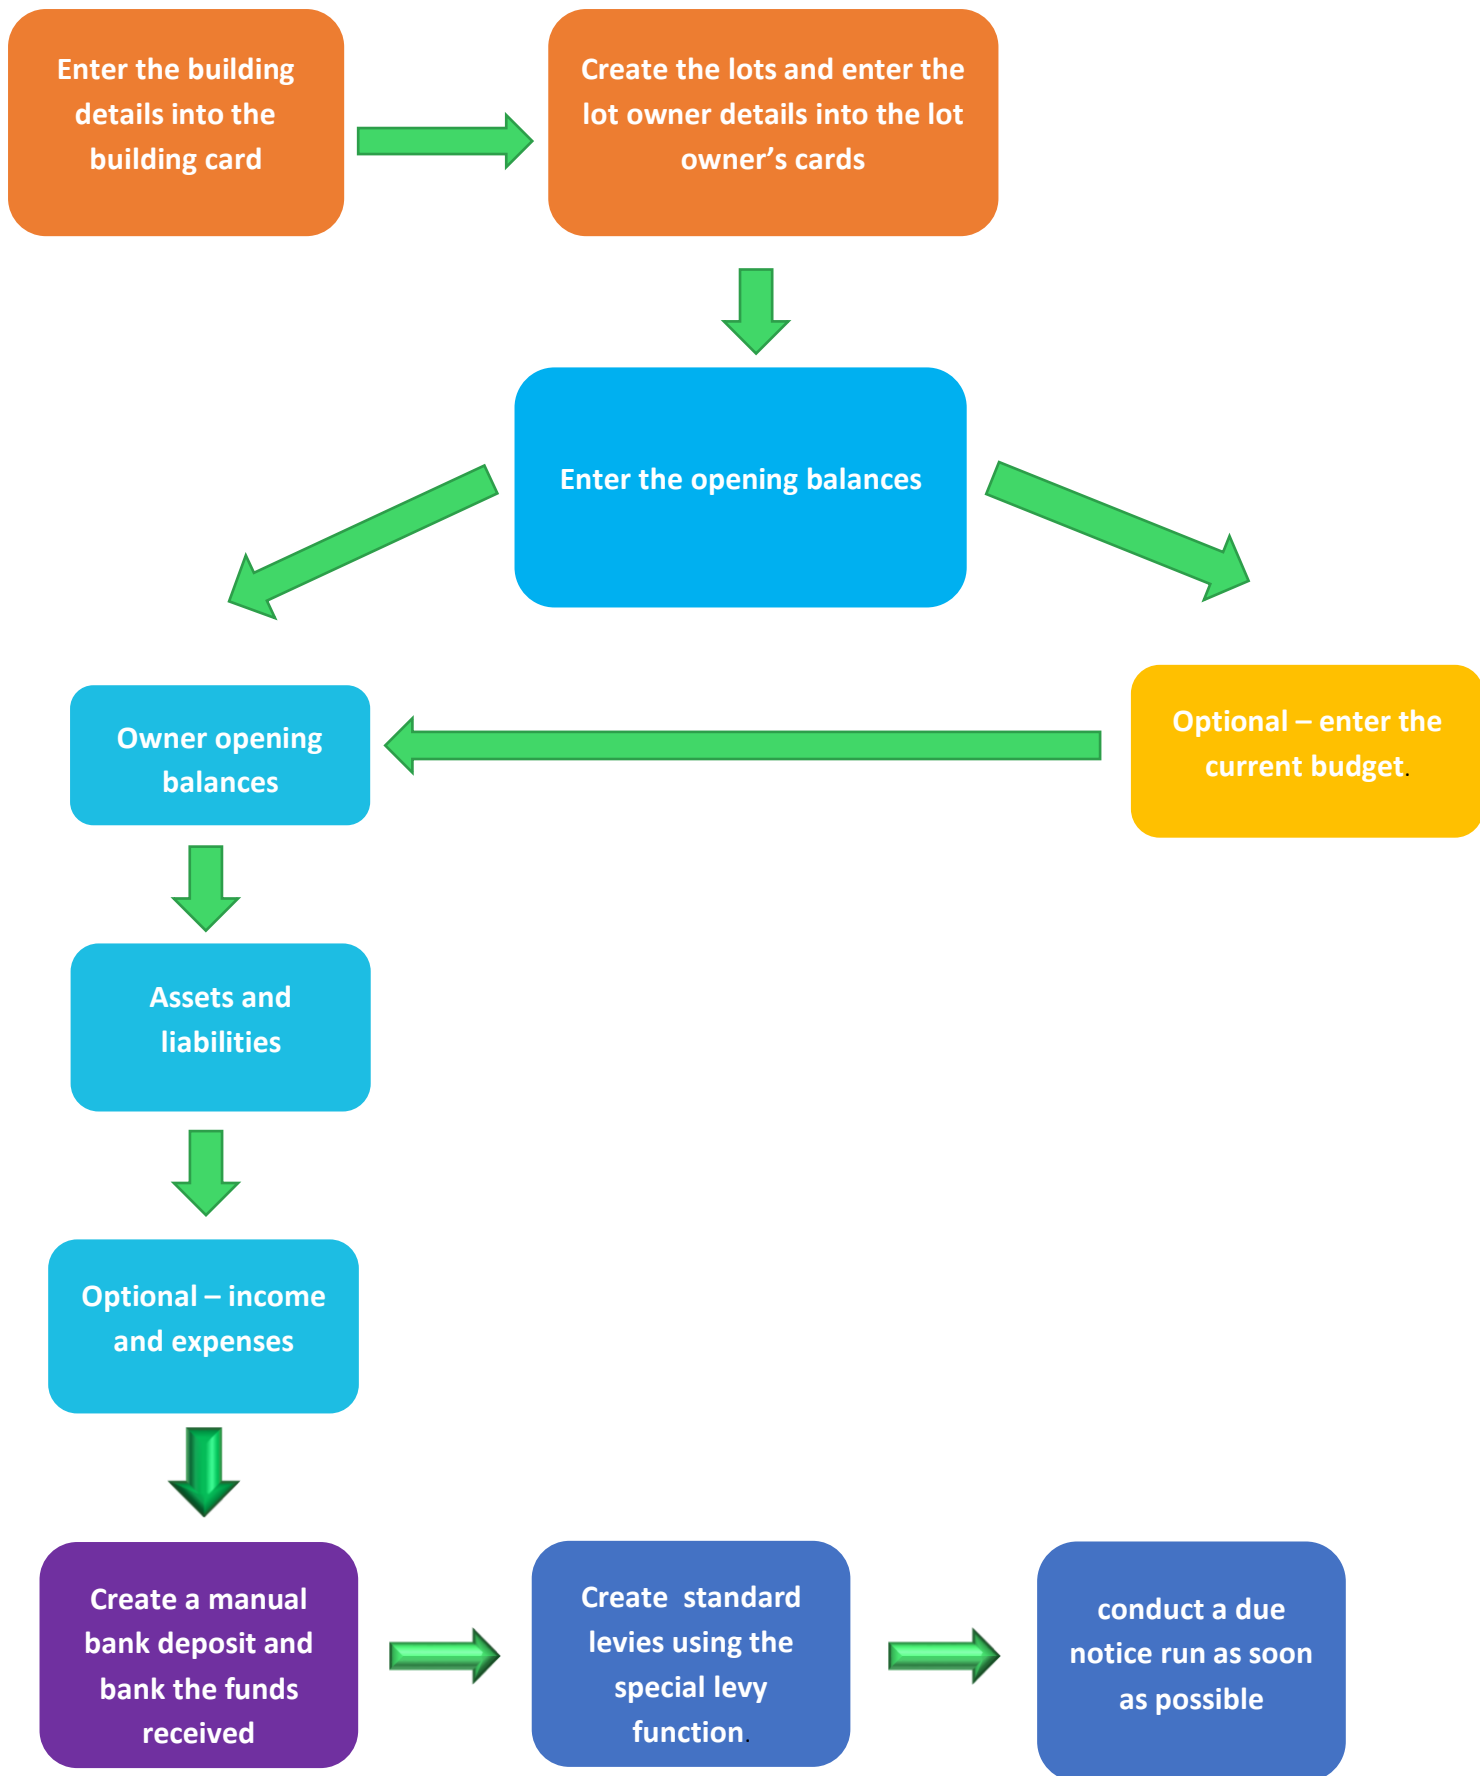 Enter the building
details into the
building card
Create the lots and enter the
lot owner details into the lot
owner’s cards
Enter the opening balances
Owner opening
balances
Optional – enter the
current budget.
Assets and
liabilities
Optional – income
and expenses
Create a manual
bank deposit and
bank the funds
received
Create  standard
levies using the
special levy
function.
conduct a due
notice run as soon
as possible